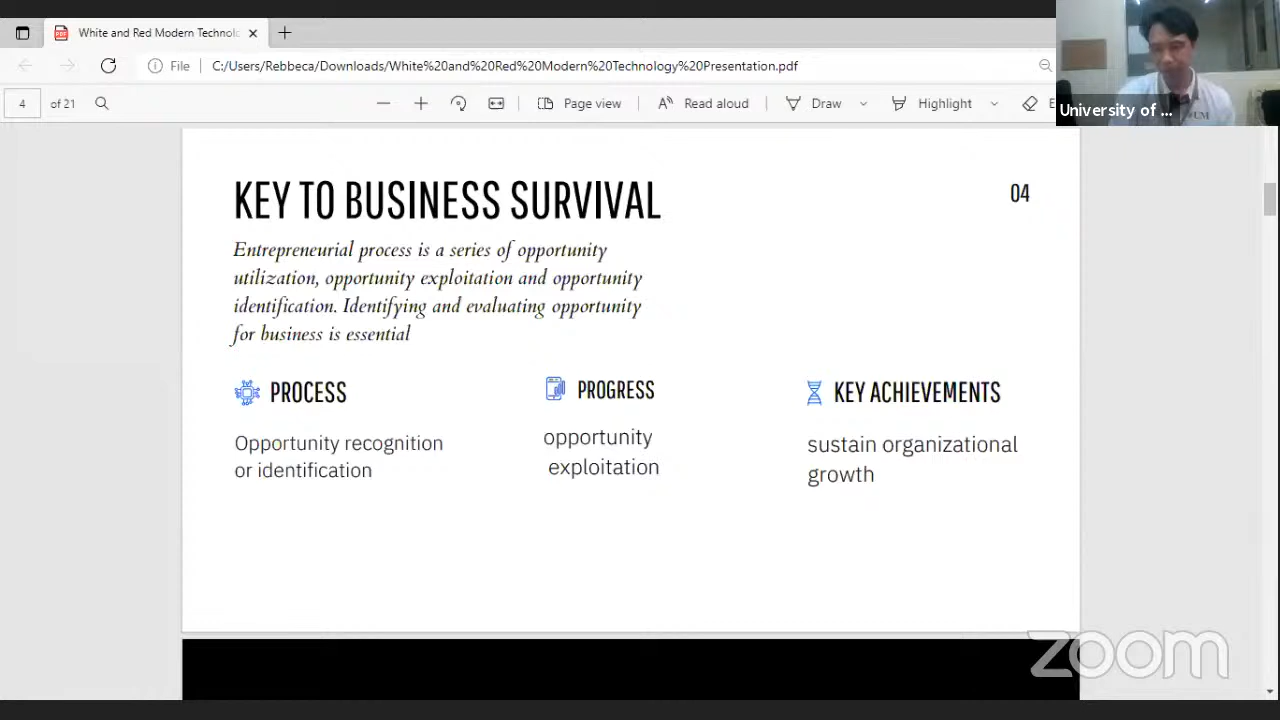 White and Red Modern Technolo
File
C:/Users/Rebbeca/Downloads/White%20and%20Red%20Modern%20Technology%20Presentation.pdf
4 of 21
Page view
Read aloud
Draw
Highlight
E
University of ...
UM
KEY TO BUSINESS SURVIVAL
04
Entrepreneurial process is a series of opportunity
utilization, opportunity exploitation and opportunity
identification. Identifying and evaluating opportunity
for business is essential
PROCESS
Opportunity recognition
or identification
PROGRESS
opportunity
exploitation
KEY ACHIEVEMENTS
sustain organizational
growth
zoom